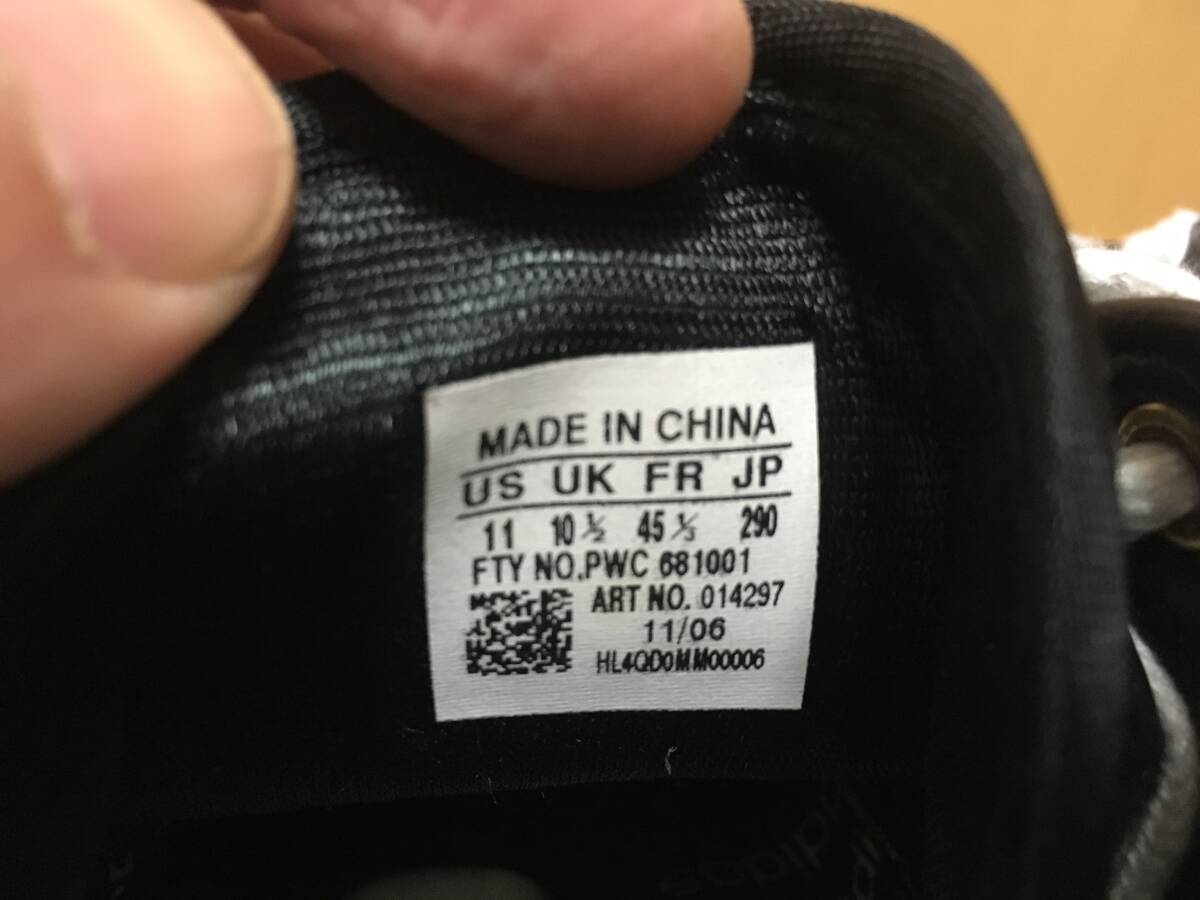 MADE IN CHINA
US UK FR JP
11 10 ½ 45 ⅓ 290
FTY NO.PWC 681001
ART NO. 014297
11/06
HL4QD0MM00006
adidas